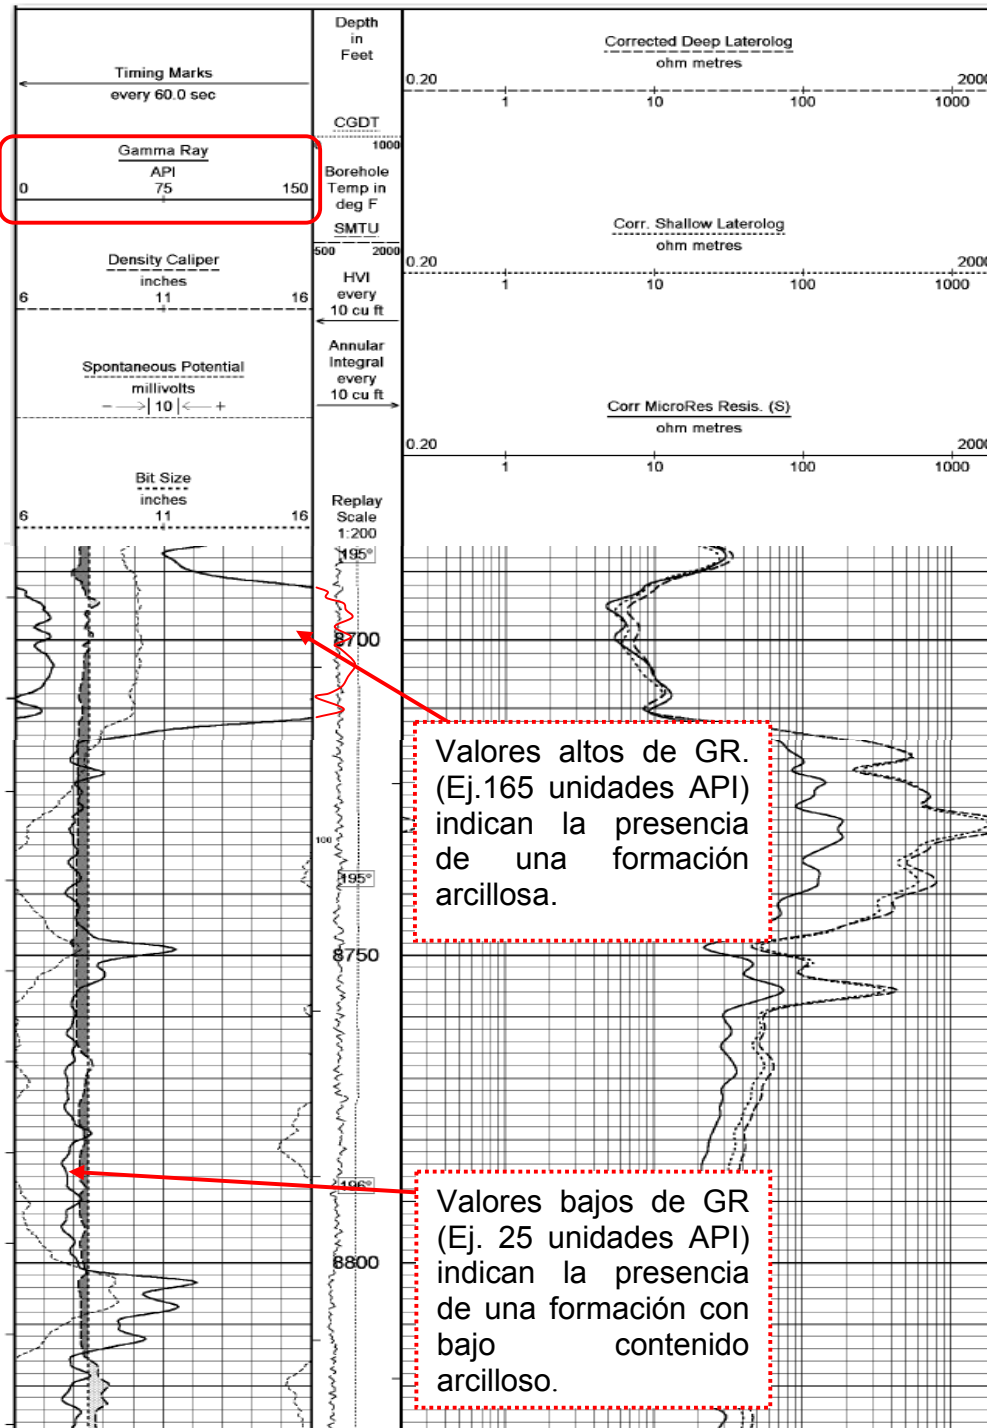 Timing Marks
every 60.0 sec
Gamma Ray
API
0 75 150
Density Caliper
inches
6 11 16
Spontaneous Potential
millivolts
− →| 10 |← +
Bit Size
inches
6 11 16
Depth
in
Feet
CGDT
1000
Borehole
Temp in
deg F
SMTU
500 2000
HVI
every
10 cu ft
Annular
Integral
every
10 cu ft
Replay
Scale
1:200
Corrected Deep Laterolog
ohm metres
0.20 2000
1 10 100 1000
Corr. Shallow Laterolog
ohm metres
0.20 2000
1 10 100 1000
Corr MicroRes Resis. (S)
ohm metres
0.20 2000
1 10 100 1000
195°
8700
100
195°
8750
196°
8800
Valores altos de GR.
(Ej.165 unidades API)
indican la presencia
de una formación
arcillosa.
Valores bajos de GR
(Ej. 25 unidades API)
indican la presencia
de una formación con
bajo contenido
arcilloso.